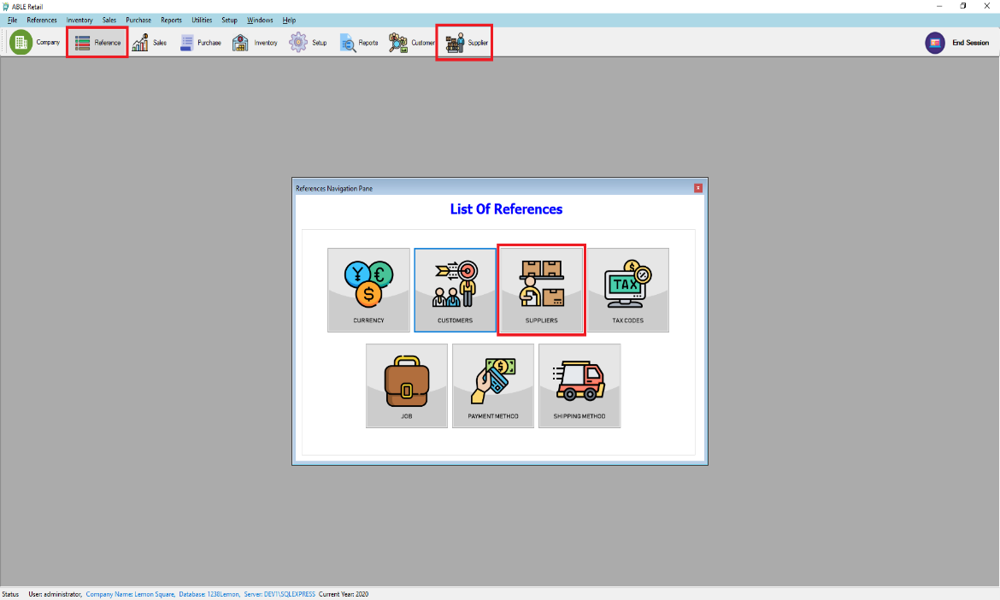 ABLE Retail
File References Inventory Sales Purchase Reports Utilities Setup Windows Help
Company Reference Sales Purchase Inventory Setup Reports Customer Supplier End Session
References Navigation Pane
List Of References
CURRENCY CUSTOMERS SUPPLIERS TAX CODES
TAX
JOB PAYMENT METHOD SHIPPING METHOD
Status User: administrator, Company Name: Lemon Square, Database: 1238Lemon, Server: DEV1\SQLEXPRESS Current Year: 2020